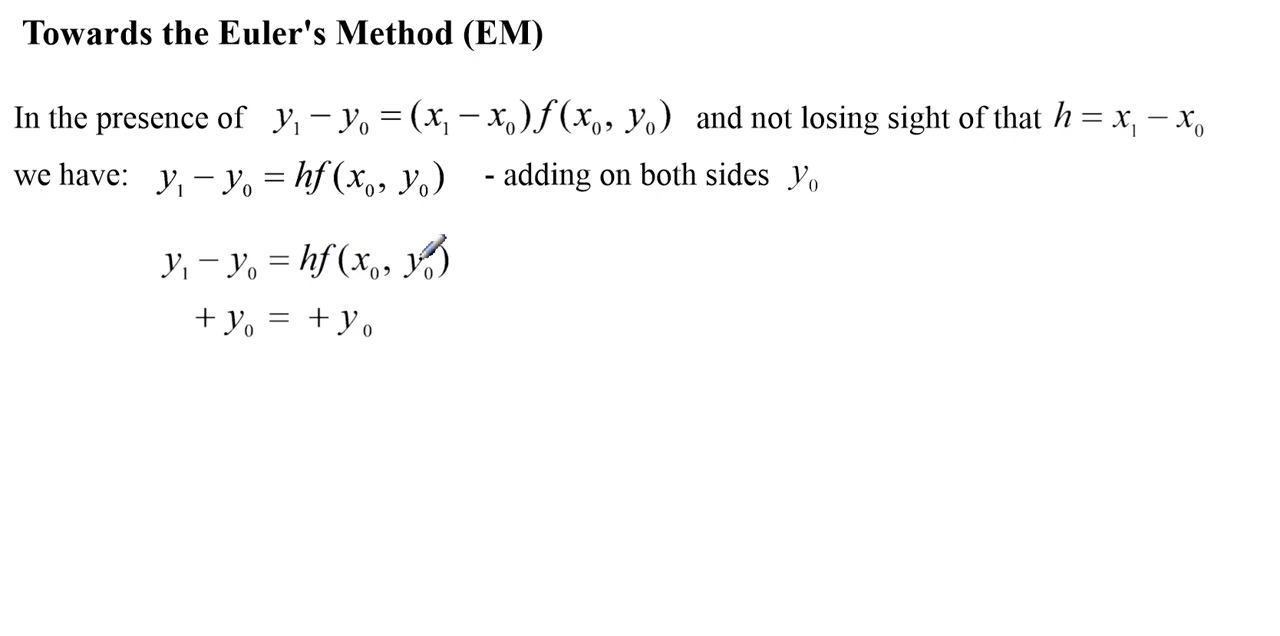 Towards the Euler's Method (EM)
In the presence of y₁ − y₀ = (x₁ − x₀) f (x₀, y₀) and not losing sight of that h = x₁ − x₀
we have: y₁ − y₀ = hf (x₀, y₀) - adding on both sides y₀
y₁ − y₀ = hf (x₀, y₀)
+ y₀ = + y₀